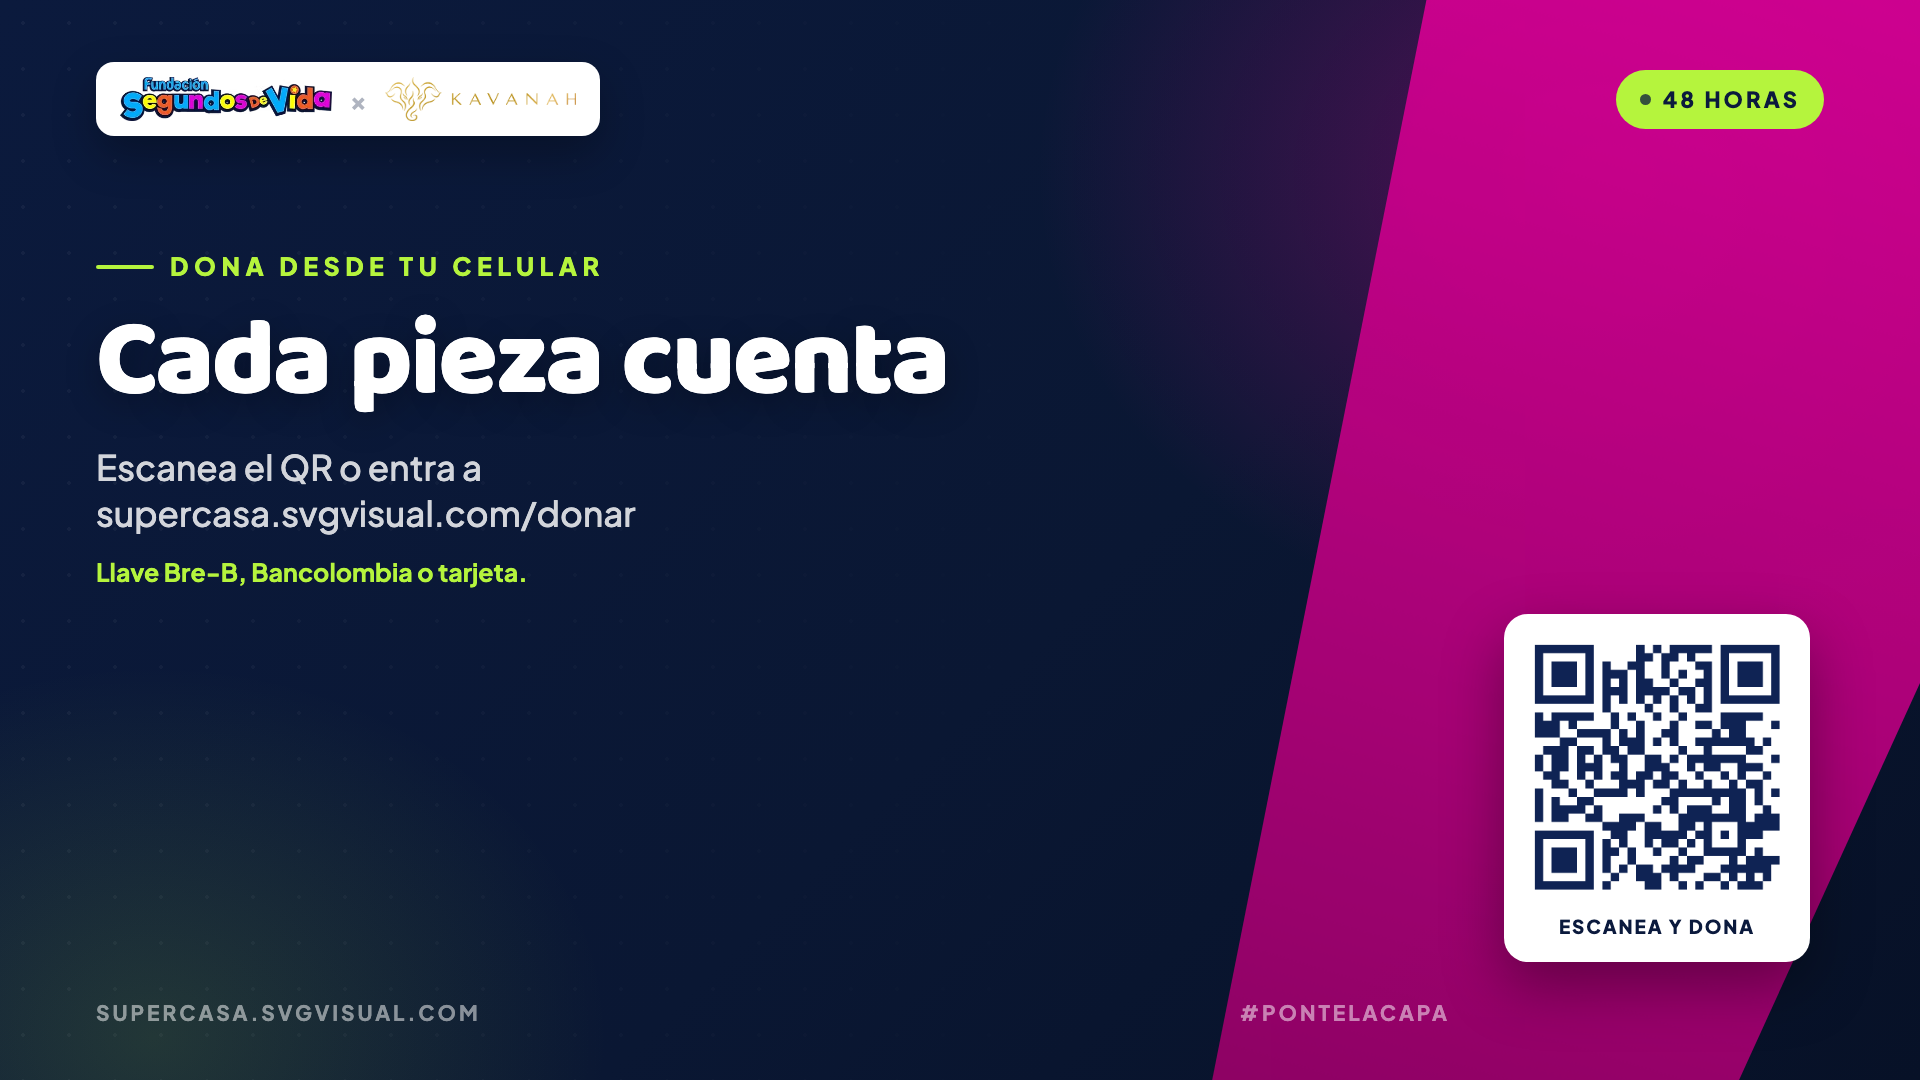 Fundación
Segundos De Vida × KAVANAH
48 HORAS
DONA DESDE TU CELULAR
Cada pieza cuenta
Escanea el QR o entra a
supercasa.svgvisual.com/donar
Llave Bre-B, Bancolombia o tarjeta.
ESCANEA Y DONA
SUPERCASA.SVGVISUAL.COM
#PONTELACAPA